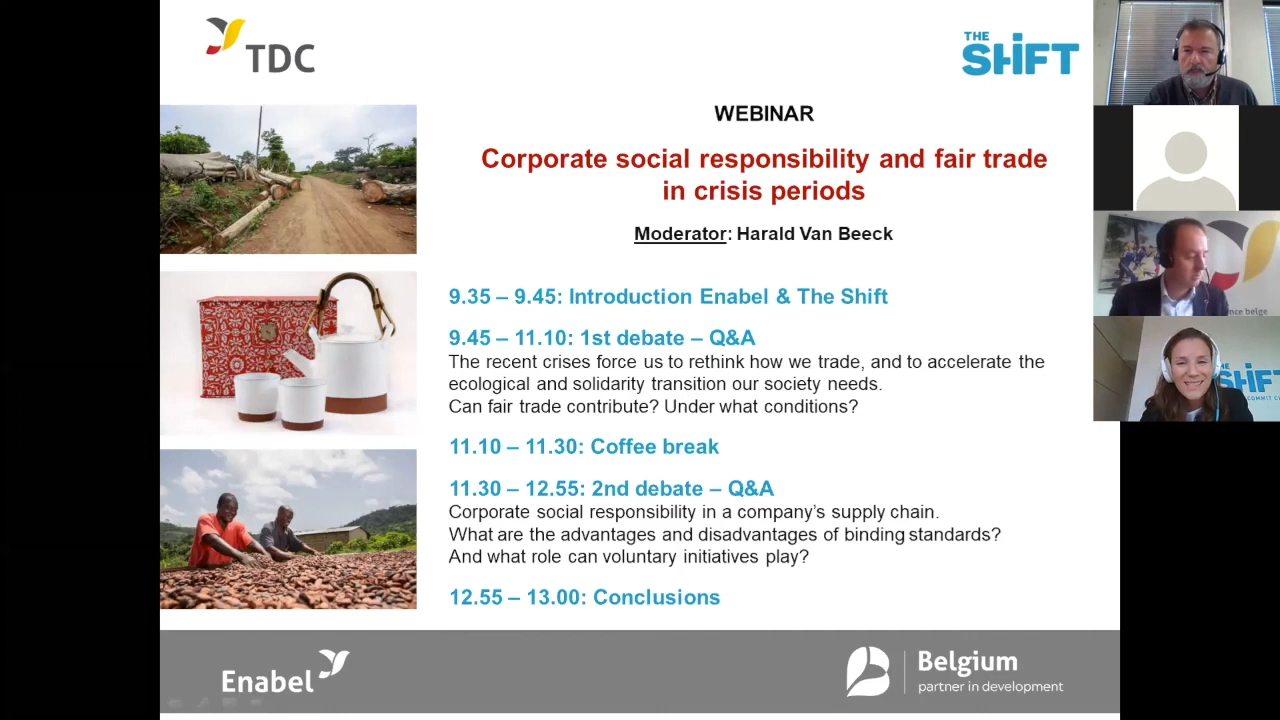 TDC
THE
SHiFT
WEBINAR
Corporate social responsibility and fair trade
in crisis periods
Moderator: Harald Van Beeck
9.35 – 9.45: Introduction Enabel & The Shift
9.45 – 11.10: 1st debate – Q&A
The recent crises force us to rethink how we trade, and to accelerate the
ecological and solidarity transition our society needs.
Can fair trade contribute? Under what conditions?
11.10 – 11.30: Coffee break
11.30 – 12.55: 2nd debate – Q&A
Corporate social responsibility in a company's supply chain.
What are the advantages and disadvantages of binding standards?
And what role can voluntary initiatives play?
12.55 – 13.00: Conclusions
Enabel
Belgium
partner in development
nce belge
THE
SHiFT